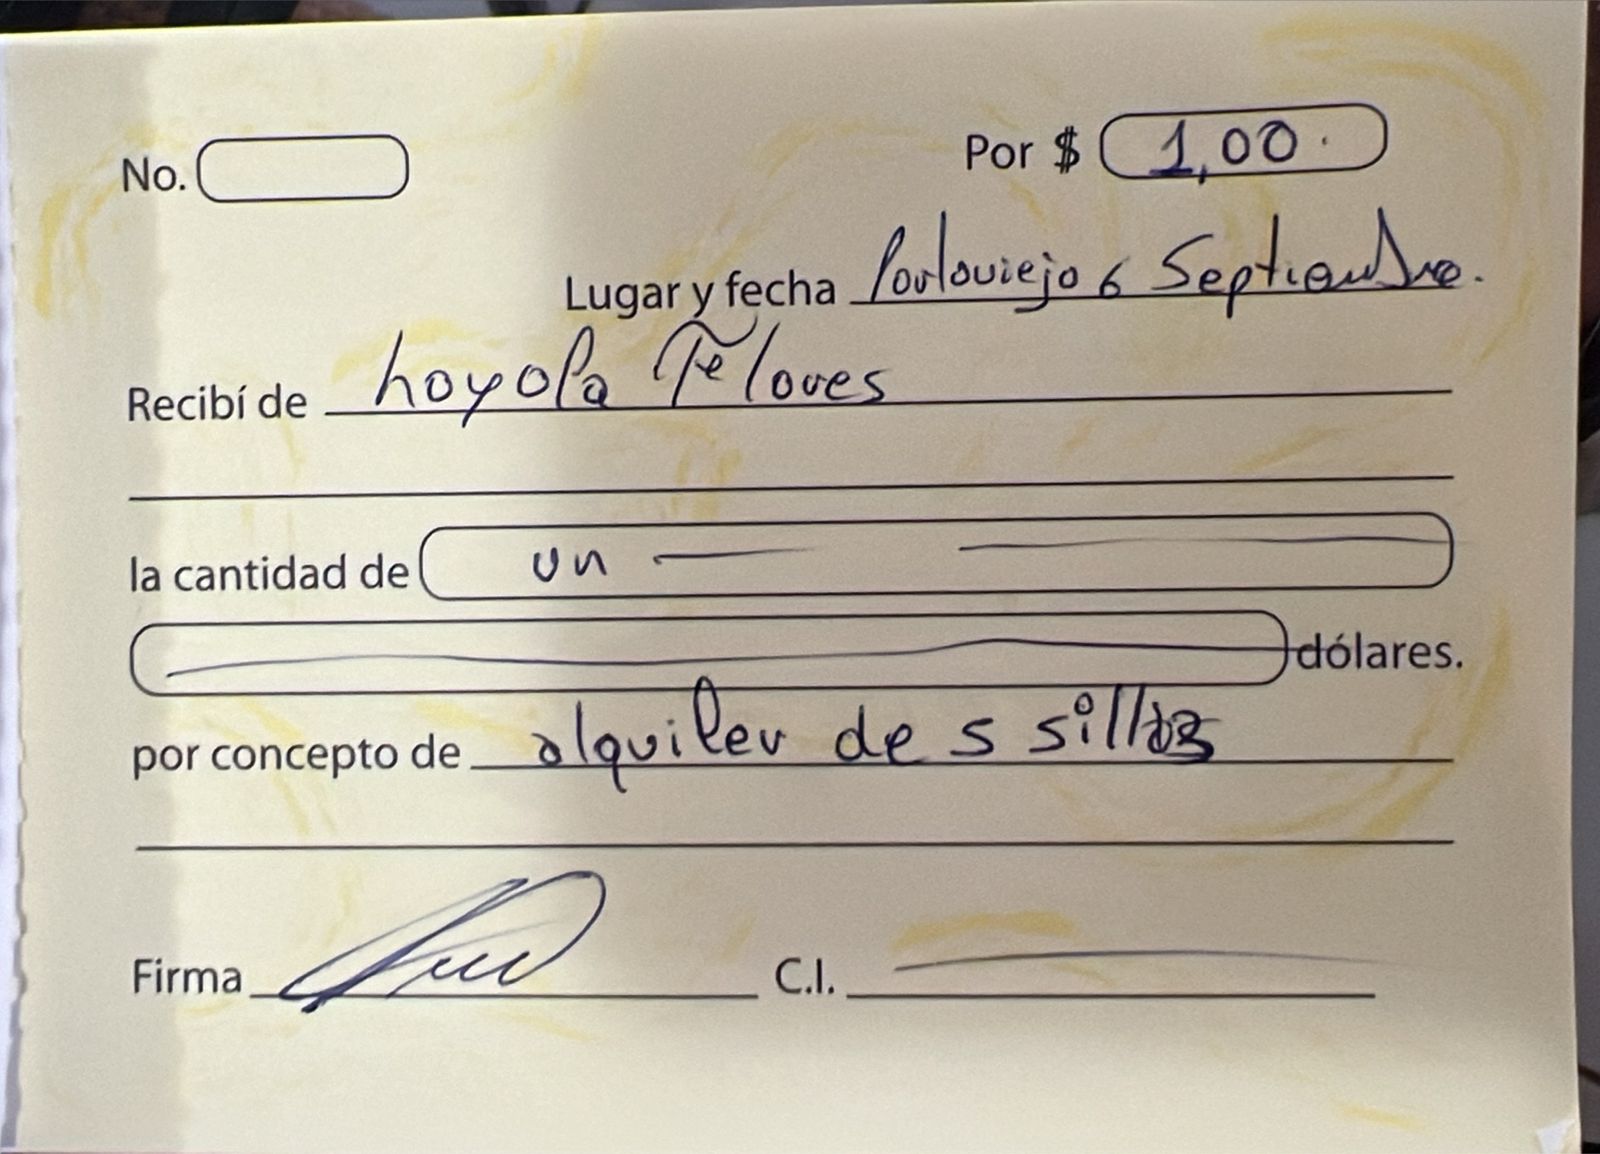 No.
Por $ 1,00.
Lugar y fecha Portoviejo 6 Septiembre.
Recibí de Loyola
la cantidad de un
dólares.
por concepto de alquiler de 5 sillas
Firma
C.I.